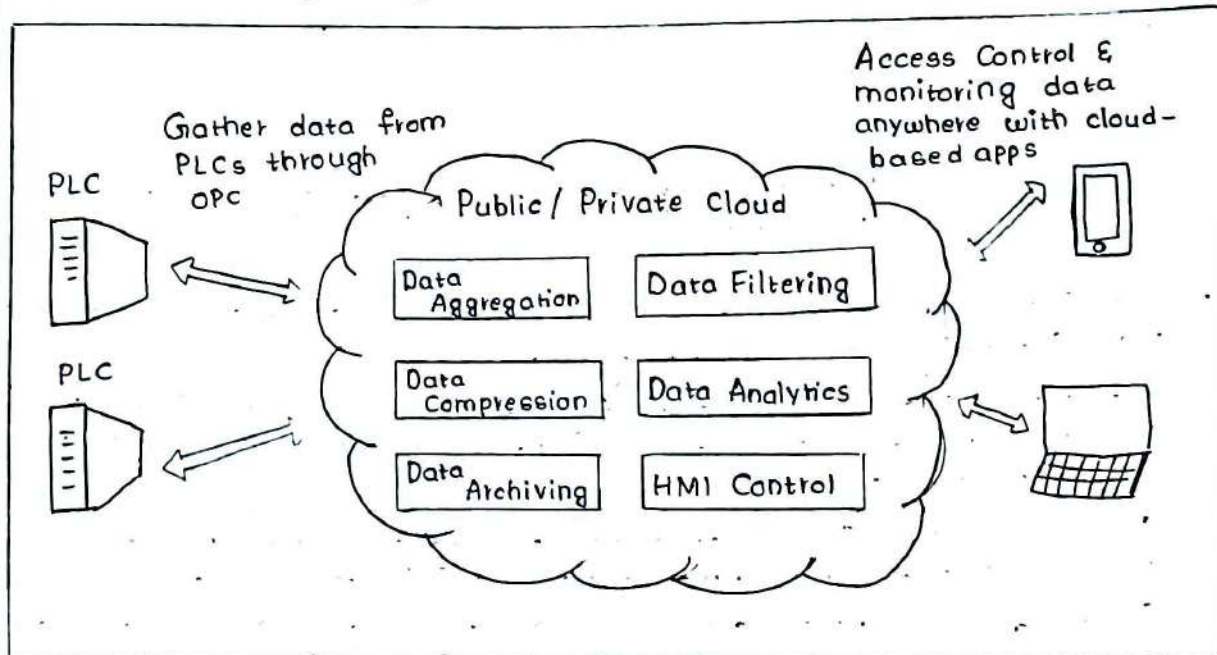 Gather data from
PLCs through
OPC
PLC
PLC
Public / Private Cloud
Data
Aggregation
Data Filtering
Data
Compression
Data Analytics
Data
Archiving
HMI Control
Access Control &
monitoring data
anywhere with cloud-
based apps